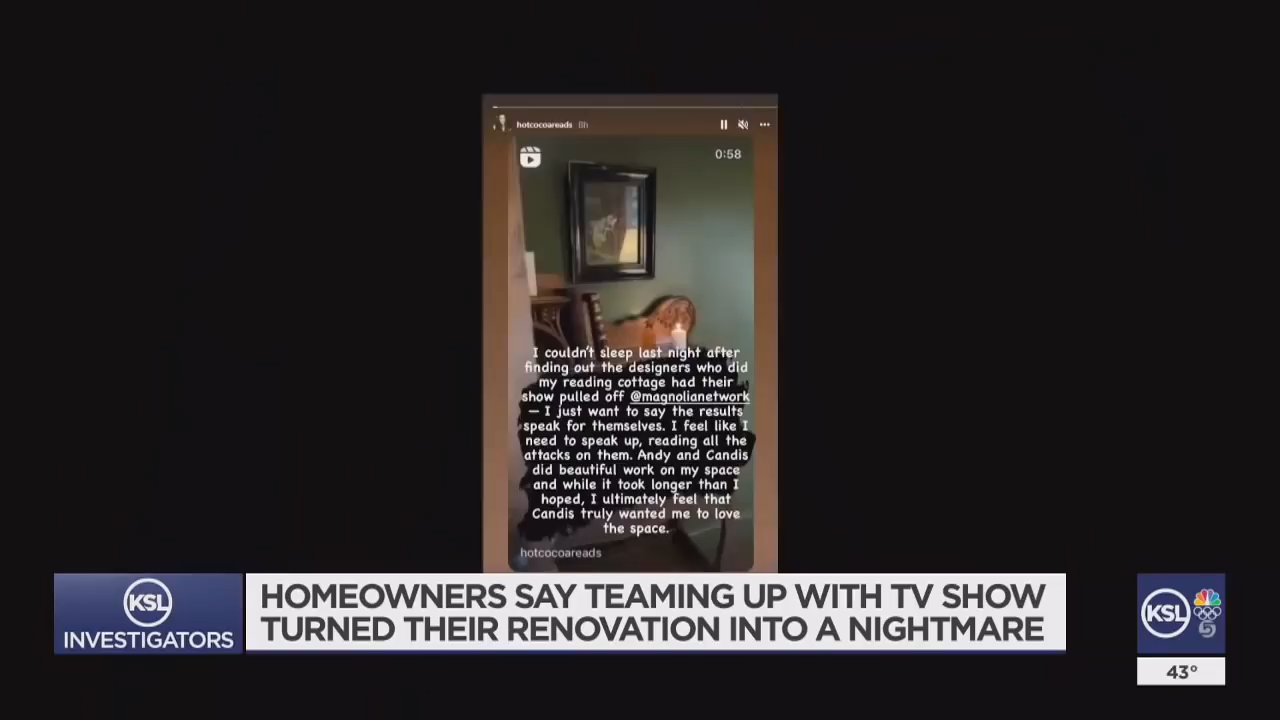 hotcocoareads 8h
0:58
I couldn't sleep last night after
finding out the designers who did
my reading cottage had their
show pulled off @magnolianetwork
— I just want to say the results
speak for themselves. I feel like I
need to speak up, reading all the
attacks on them. Andy and Candis
did beautiful work on my space
and while it took longer than I
hoped, I ultimately feel that
Candis truly wanted me to love
the space.
hotcocoareads
KSL
INVESTIGATORS
HOMEOWNERS SAY TEAMING UP WITH TV SHOW
TURNED THEIR RENOVATION INTO A NIGHTMARE
KSL
5
43°